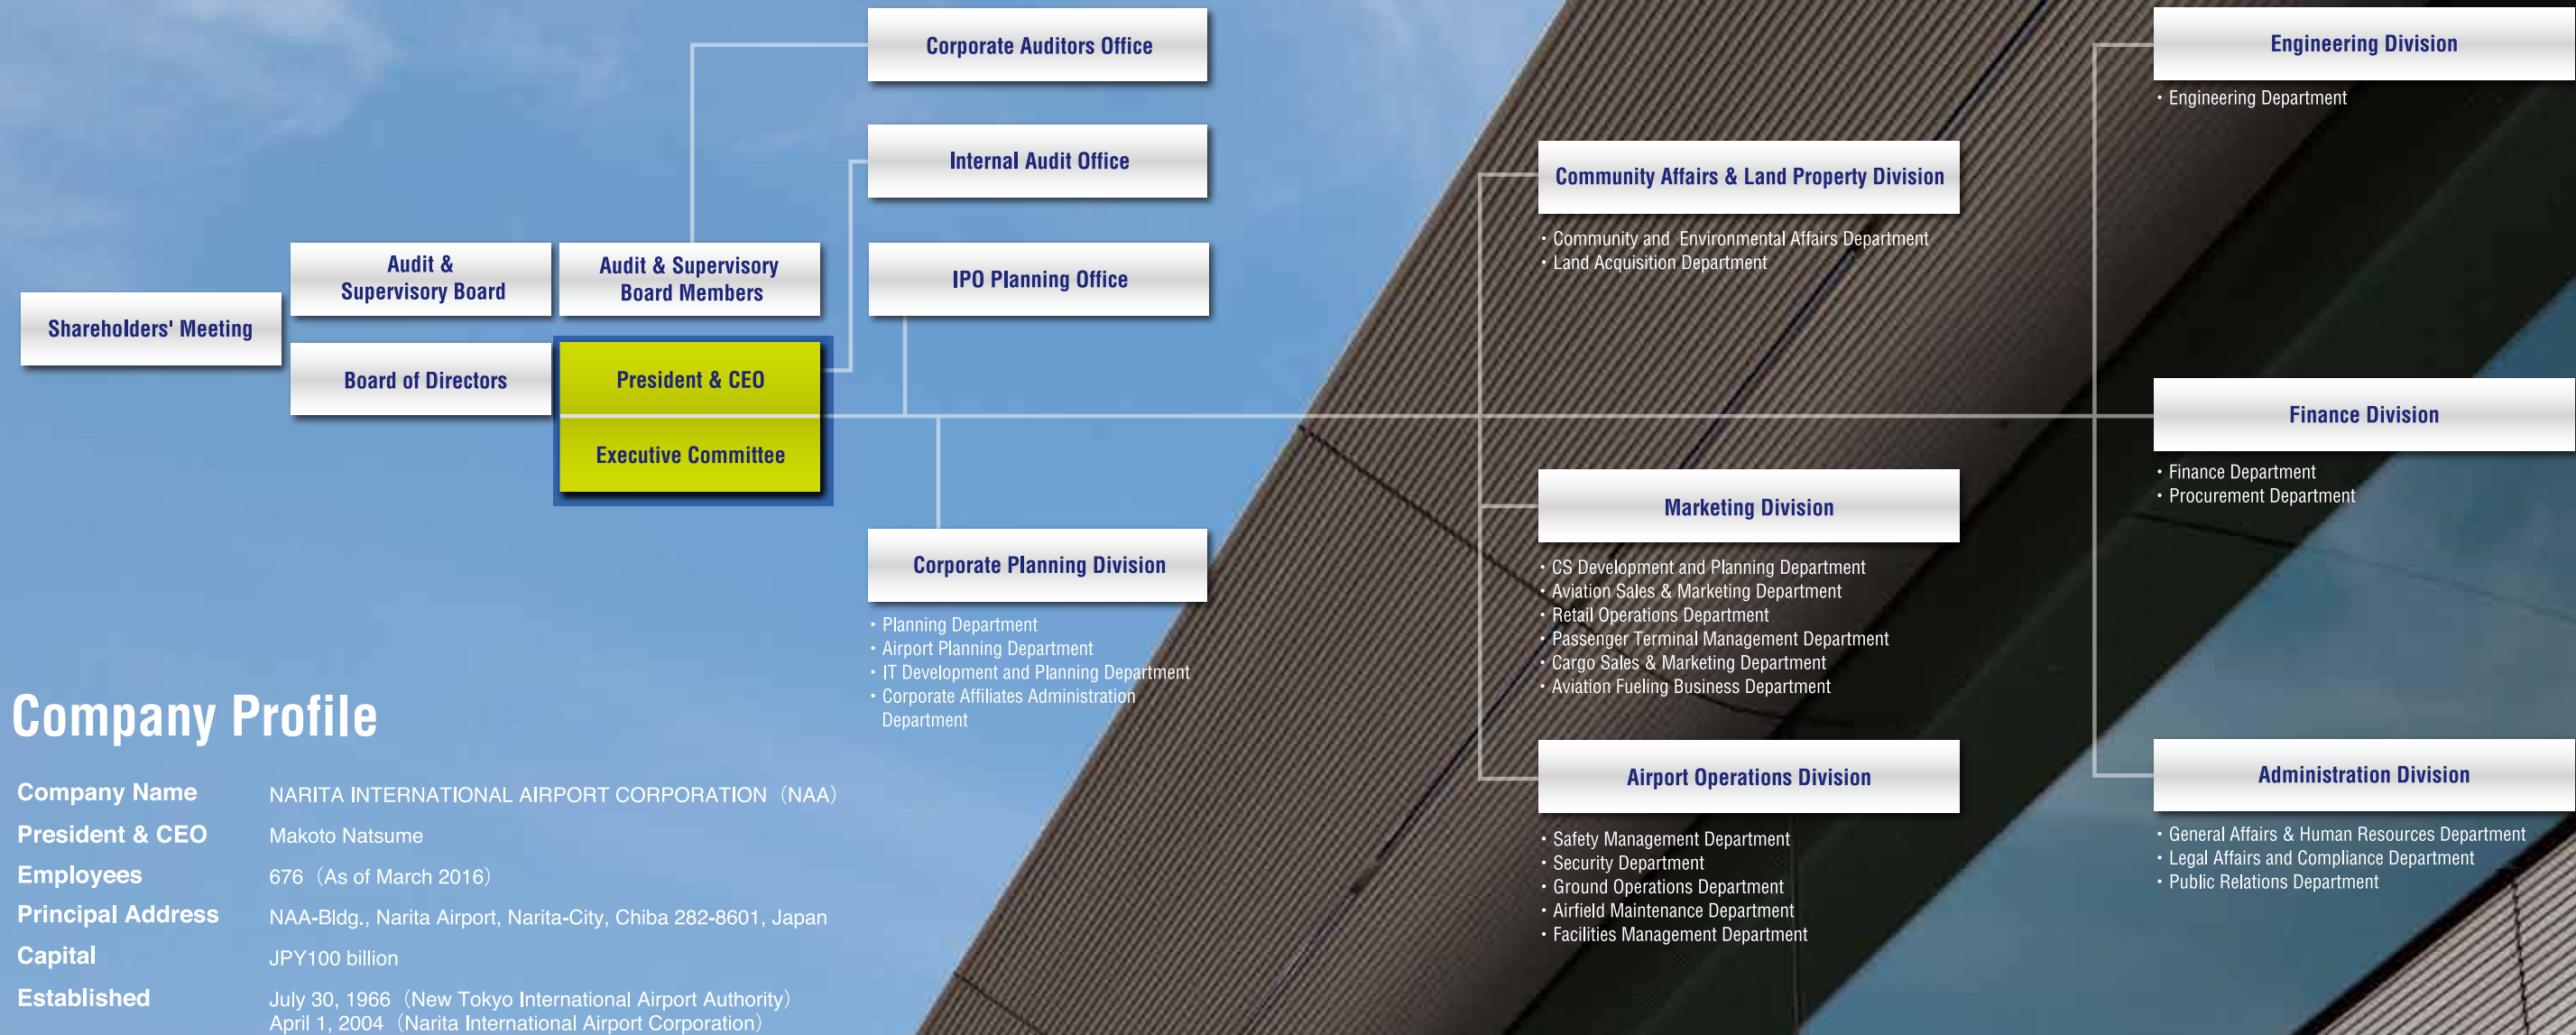 Shareholders' Meeting
Audit &
Supervisory Board
Board of Directors
Audit & Supervisory
Board Members
President & CEO
Executive Committee
Corporate Auditors Office
Internal Audit Office
IPO Planning Office
Corporate Planning Division
・Planning Department
・Airport Planning Department
・IT Development and Planning Department
・Corporate Affiliates Administration
Department
Community Affairs & Land Property Division
・Community and Environmental Affairs Department
・Land Acquisition Department
Marketing Division
・CS Development and Planning Department
・Aviation Sales & Marketing Department
・Retail Operations Department
・Passenger Terminal Management Department
・Cargo Sales & Marketing Department
・Aviation Fueling Business Department
Airport Operations Division
・Safety Management Department
・Security Department
・Ground Operations Department
・Airfield Maintenance Department
・Facilities Management Department
Engineering Division
・Engineering Department
Finance Division
・Finance Department
・Procurement Department
Administration Division
・General Affairs & Human Resources Department
・Legal Affairs and Compliance Department
・Public Relations Department
Company Profile
Company Name NARITA INTERNATIONAL AIRPORT CORPORATION（NAA）
President & CEO Makoto Natsume
Employees 676（As of March 2016）
Principal Address NAA-Bldg., Narita Airport, Narita-City, Chiba 282-8601, Japan
Capital JPY100 billion
Established July 30, 1966（New Tokyo International Airport Authority）
April 1, 2004（Narita International Airport Corporation）